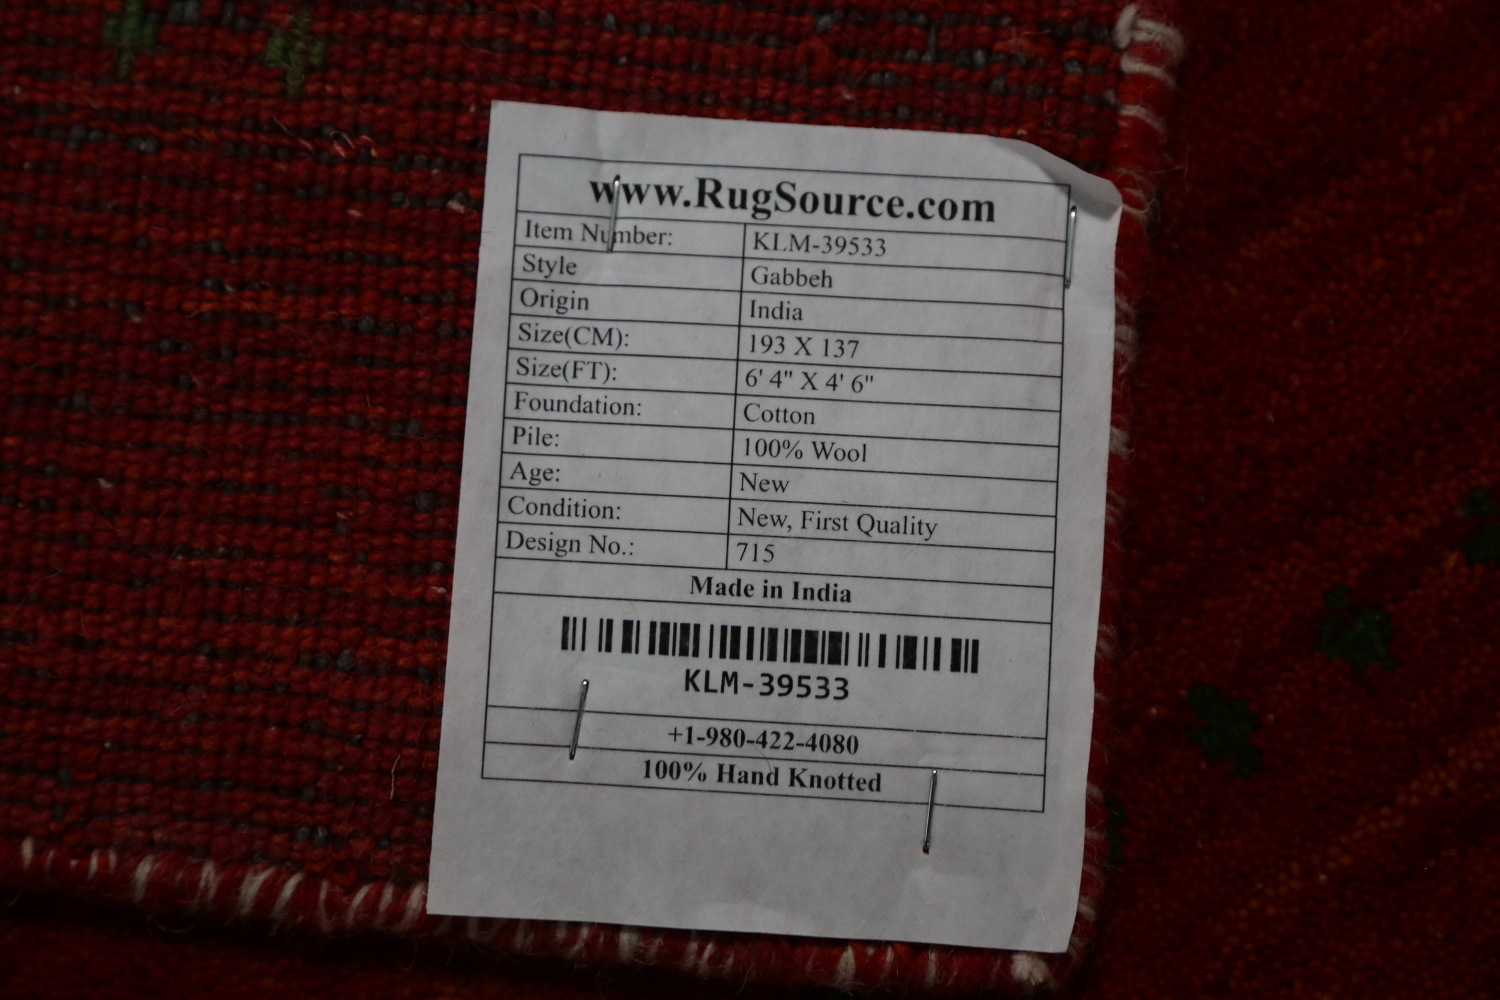 www.RugSource.com
Item Number: KLM-39533
Style Gabbeh
Origin India
Size(CM): 193 X 137
Size(FT): 6' 4" X 4' 6"
Foundation: Cotton
Pile: 100% Wool
Age: New
Condition: New, First Quality
Design No.: 715
Made in India
KLM-39533
+1-980-422-4080
100% Hand Knotted